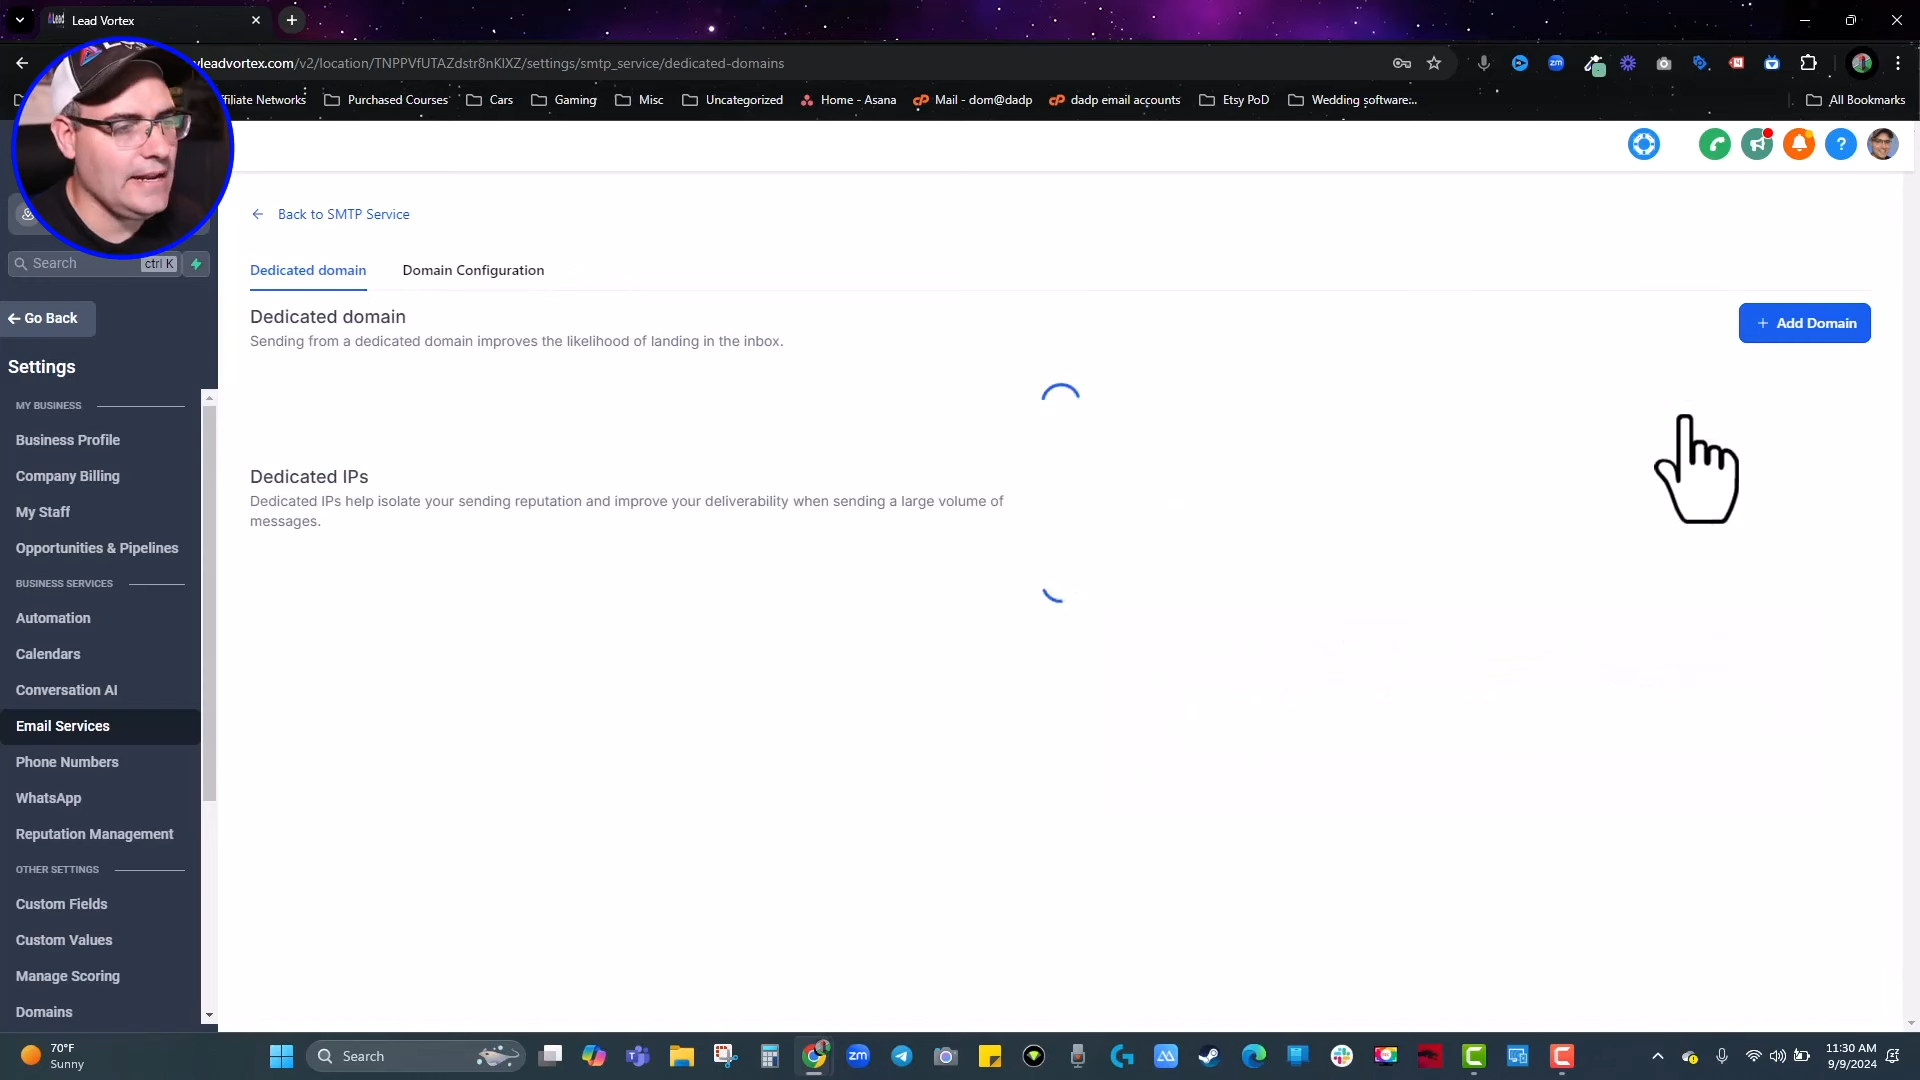 Lead Vortex
vleadvortex.com/v2/location/TNPPVfUTAZdstr8nKlXZ/settings/smtp_service/dedicated-domains
ffiliate Networks
Purchased Courses
Cars
Gaming
Misc
Uncategorized
Home - Asana
Mail - dom@dadp
dadp email accounts
Etsy PoD
Wedding software:...
All Bookmarks
Back to SMTP Service
Search
ctrl K
Dedicated domain
Domain Configuration
Go Back
Dedicated domain
Add Domain
Sending from a dedicated domain improves the likelihood of landing in the inbox.
Settings
MY BUSINESS
Business Profile
Company Billing
My Staff
Opportunities & Pipelines
BUSINESS SERVICES
Automation
Calendars
Conversation AI
Email Services
Phone Numbers
WhatsApp
Reputation Management
OTHER SETTINGS
Custom Fields
Custom Values
Manage Scoring
Domains
Dedicated IPs
Dedicated IPs help isolate your sending reputation and improve your deliverability when sending a large volume of
messages.
70°F
Sunny
Search
11:30 AM
9/9/2024